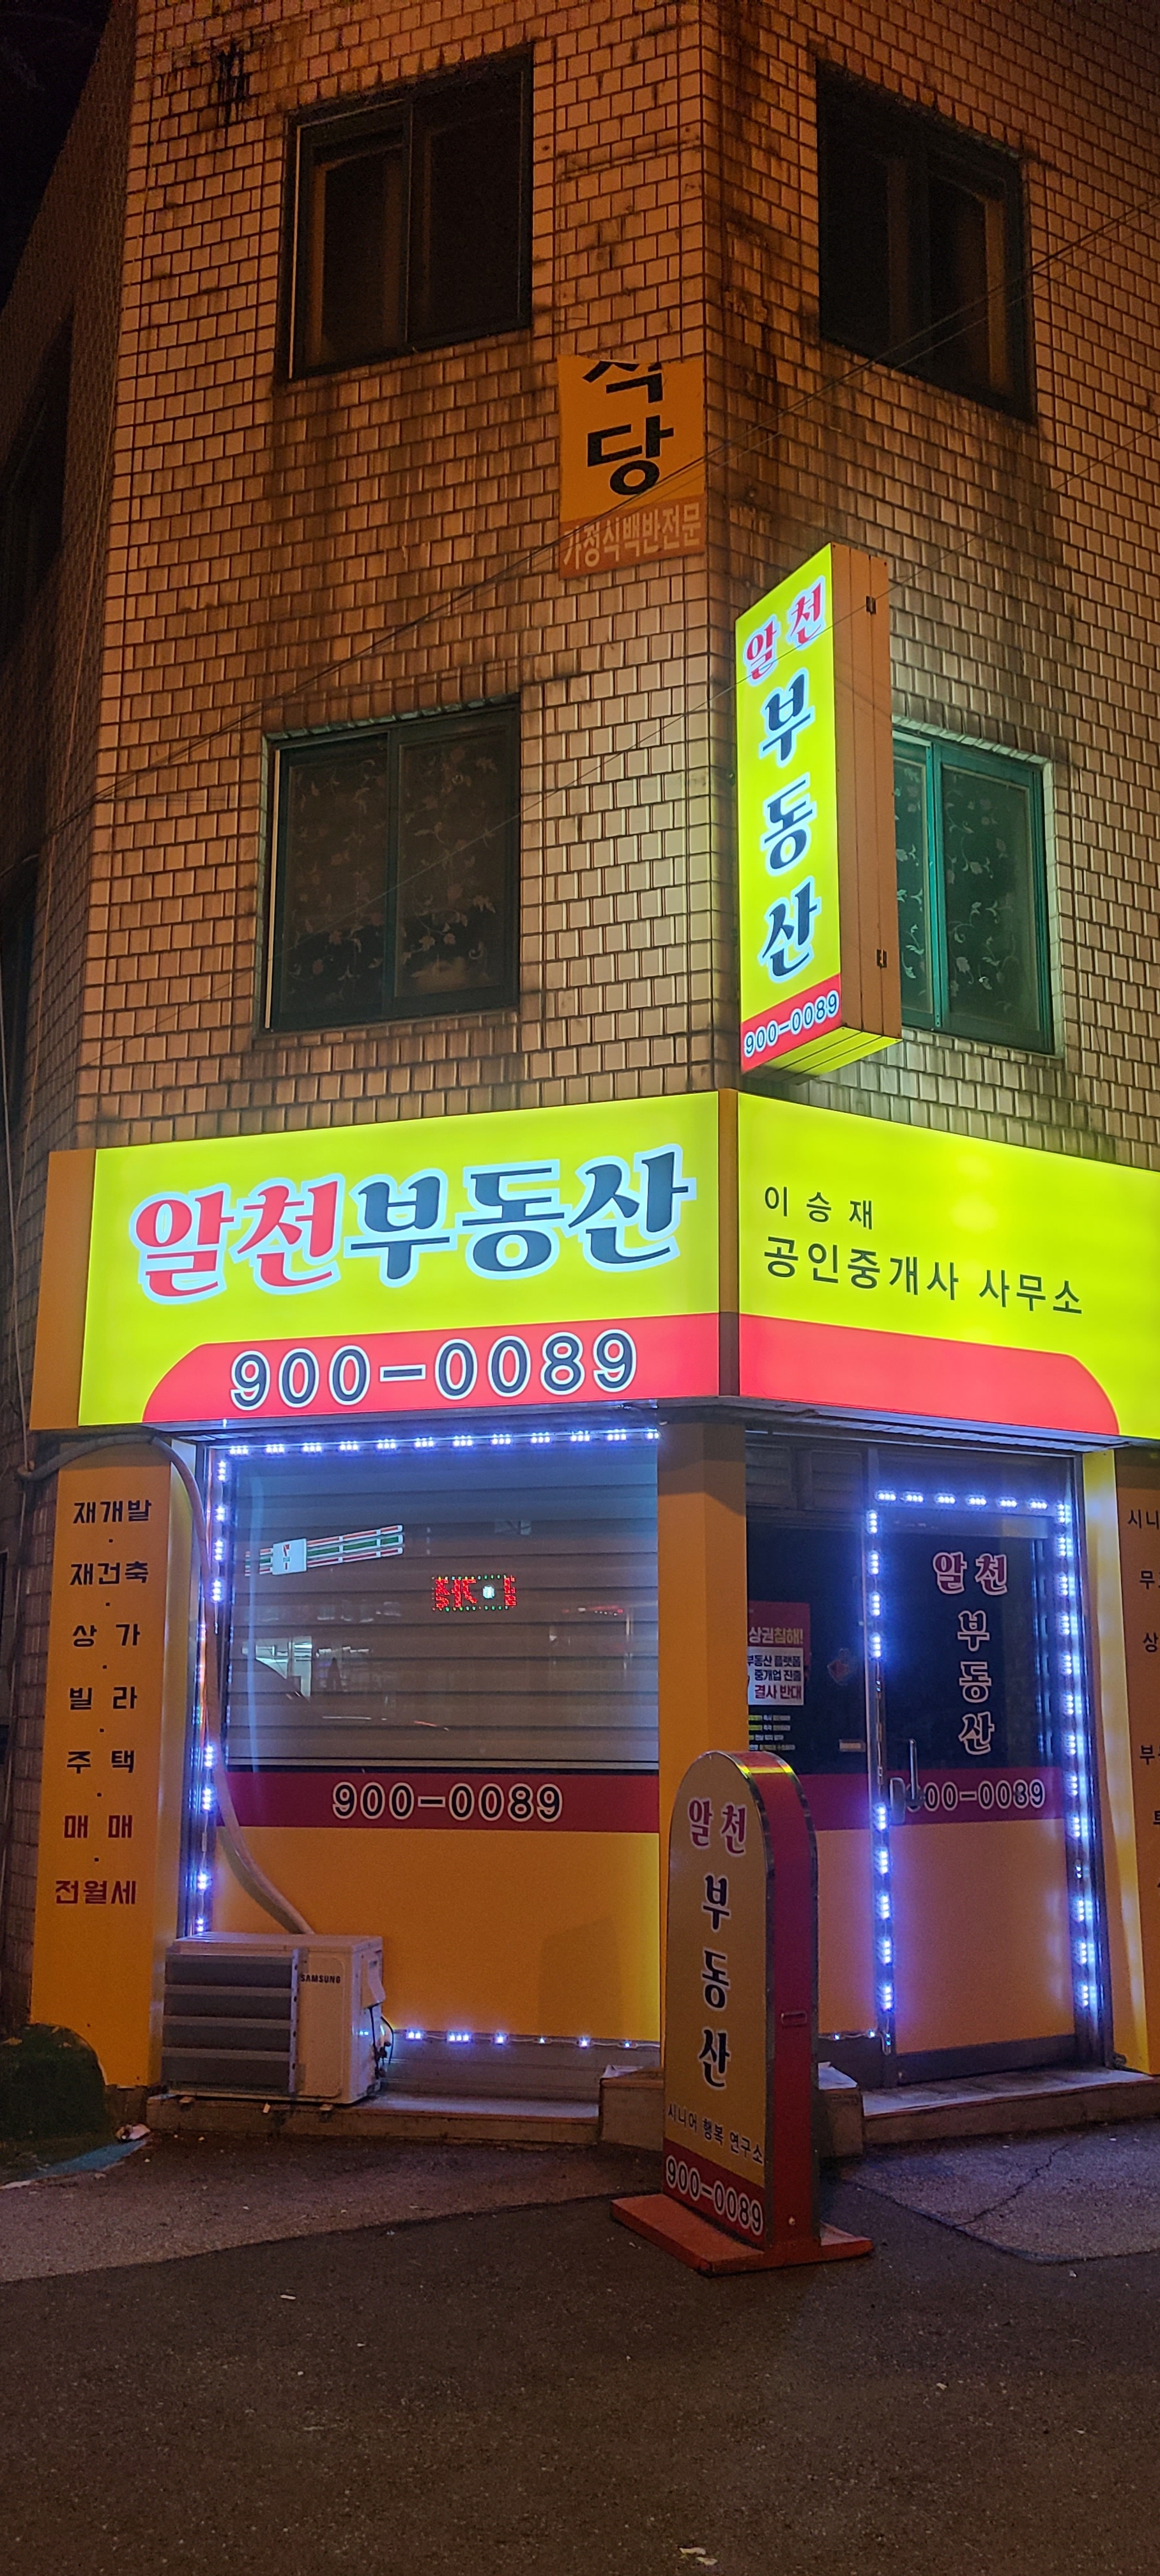 식
당
가정식백반전문
알천
부
동
산
900-0089
알천부동산
900-0089
이승재
공인중개사 사무소
재개발
·
재건축
·
상가
·
빌라
·
주택
·
매매
·
전월세
900-0089
SAMSUNG
상권침해!
부동산 플랫폼
중개업 진출
결사 반대
알천
부
동
산
900-0089
알천
부
동
산
시니어 행복 연구소
900-0089
시니
무
상
부